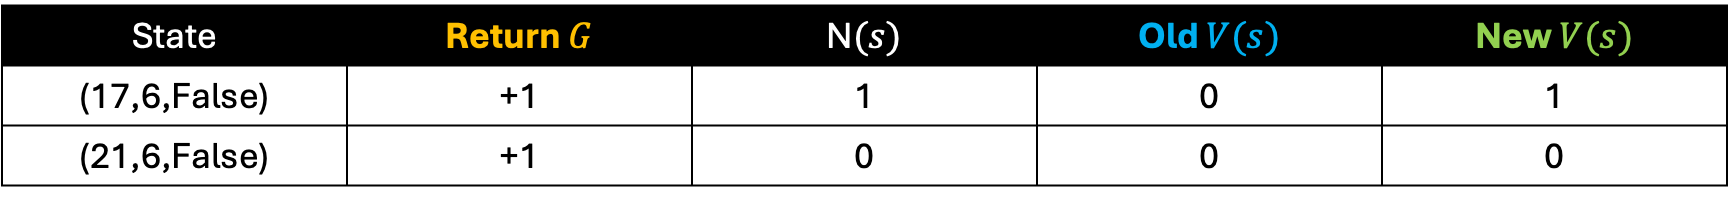 State Return G N(s) Old V(s) New V(s)
(17,6,False) +1 1 0 1
(21,6,False) +1 0 0 0